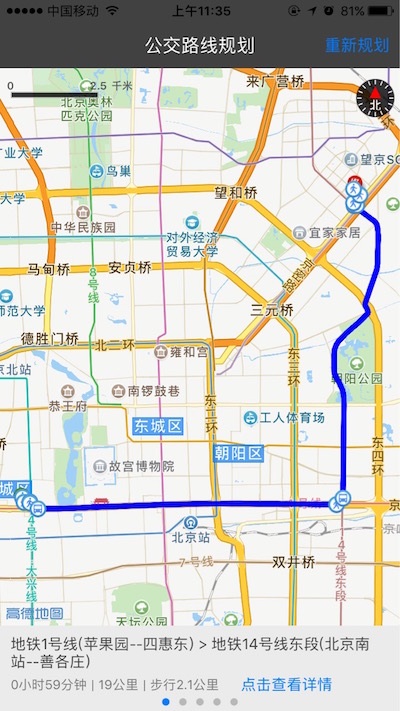 中国移动
上午11:35
81%
公交路线规划
重新规划
0
2.5 千米
来广营桥
北京奥林
匹克公园
北
望京SO
矿业大学
鸟巢
大学
望和桥
中华民族园
对外经济
贸易大学
宜家家居
马甸桥
安贞桥
8号线
京密路
师范大学
三元桥
德胜门桥
北二环
东三环
北京站
雍和宫
朝阳公园
南锣鼓巷
恭王府
东二环
工人体育场
东城区
东四环
桥
朝阳区
故宫博物院
城区
号线
京
4号线大兴线
北京站
14号线东段
7号线
双井桥
高德地图
天坛公园
地铁1号线(苹果园--四惠东) > 地铁14号线东段(北京南
站--善各庄)
0小时59分钟 | 19公里 | 步行2.1公里
点击查看详情